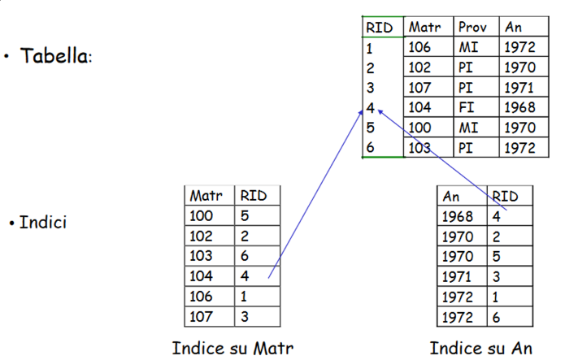 • Tabella:
RID Matr Prov An
1 106 MI 1972
2 102 PI 1970
3 107 PI 1971
4 104 FI 1968
5 100 MI 1970
6 103 PI 1972
• Indici
Matr RID
100 5
102 2
103 6
104 4
106 1
107 3
Indice su Matr
An RID
1968 4
1970 2
1970 5
1971 3
1972 1
1972 6
Indice su An